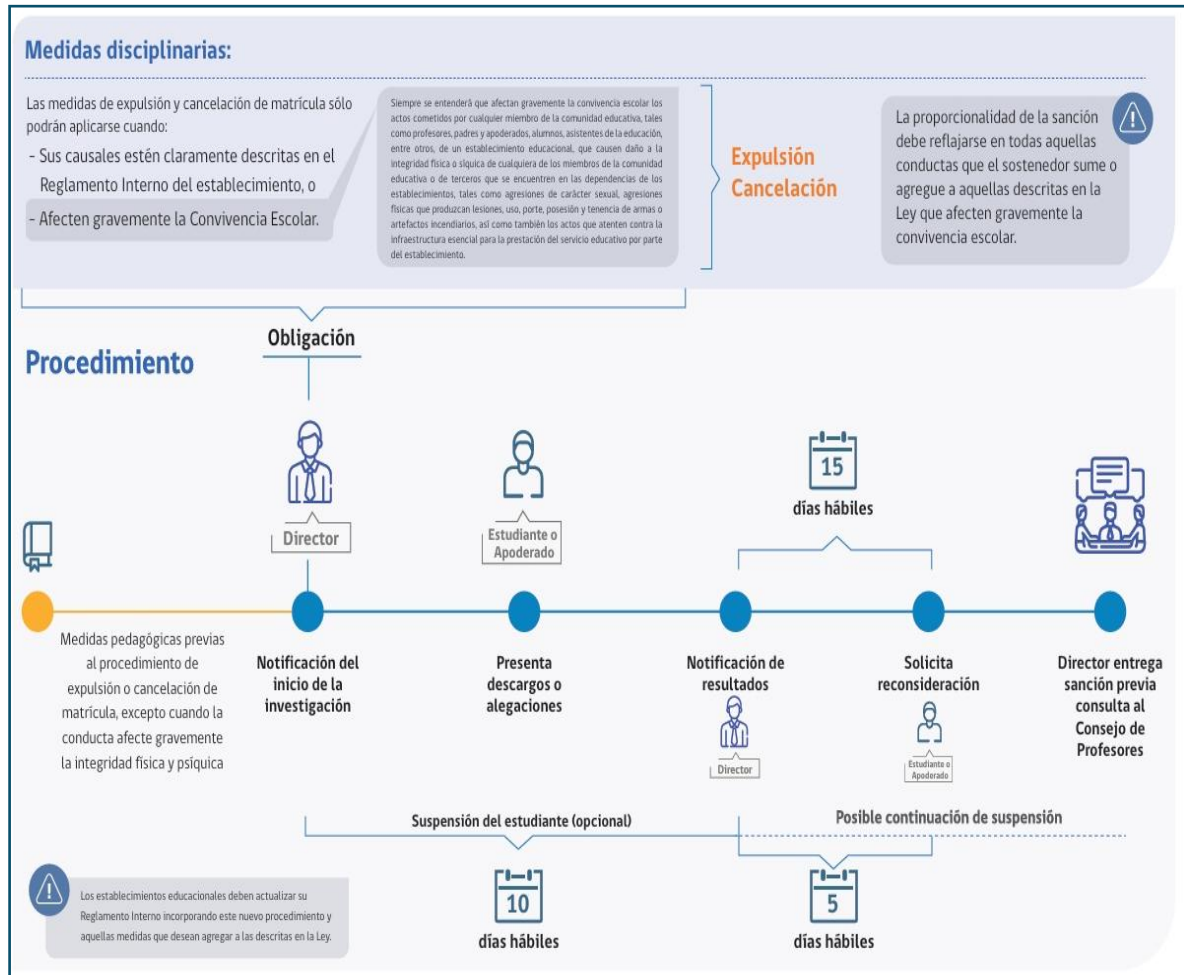 Medidas disciplinarias:
Las medidas de expulsión y cancelación de matrícula sólo
podrán aplicarse cuando:
- Sus causales estén claramente descritas en el
Reglamento Interno del establecimiento, o
- Afecten gravemente la Convivencia Escolar.
Siempre se entenderá que afectan gravemente la convivencia escolar los
actos cometidos por cualquier miembro de la comunidad educativa, tales
como profesores, padres y apoderados, alumnos, asistentes de la educación,
entre otros, de un establecimiento educacional, que causen daño a la
integridad física o síquica de cualquiera de los miembros de la comunidad
educativa o de terceros que se encuentren en las dependencias de los
establecimientos, tales como agresiones de carácter sexual, agresiones
físicas que produzcan lesiones, uso, porte, posesión y tenencia de armas o
artefactos incendiarios, así como también los actos que atenten contra la
infraestructura esencial para la prestación del servicio educativo por parte
del establecimiento.
Expulsión
Cancelación
La proporcionalidad de la sanción
debe reflajarse en todas aquellas
conductas que el sostenedor sume o
agregue a aquellas descritas en la
Ley que afecten gravemente la
convivencia escolar.
Obligación
Procedimiento
Director
Estudiante o
Apoderado
15
días hábiles
Medidas pedagógicas previas
al procedimiento de
expulsión o cancelación de
matrícula, excepto cuando la
conducta afecte gravemente
la integridad física y psíquica
Notificación del
inicio de la
investigación
Presenta
descargos o
alegaciones
Notificación de
resultados
Director
Solicita
reconsideración
Estudiante o
Apoderado
Director entrega
sanción previa
consulta al
Consejo de
Profesores
Suspensión del estudiante (opcional)
Posible continuación de suspensión
10
días hábiles
5
días hábiles
Los establecimientos educacionales deben actualizar su
Reglamento Interno incorporando este nuevo procedimiento y
aquellas medidas que desean agregar a las descritas en la Ley.